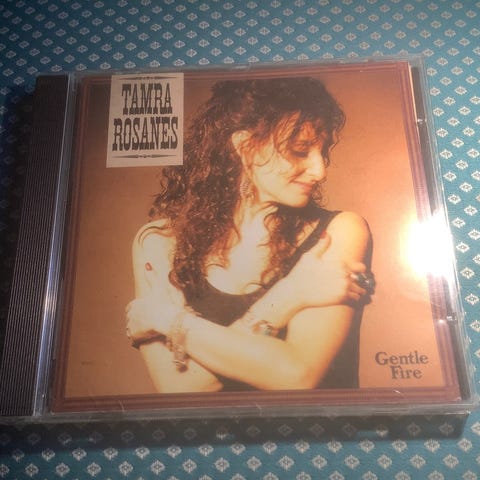 TAMRA
ROSANES
Gentle
Fire